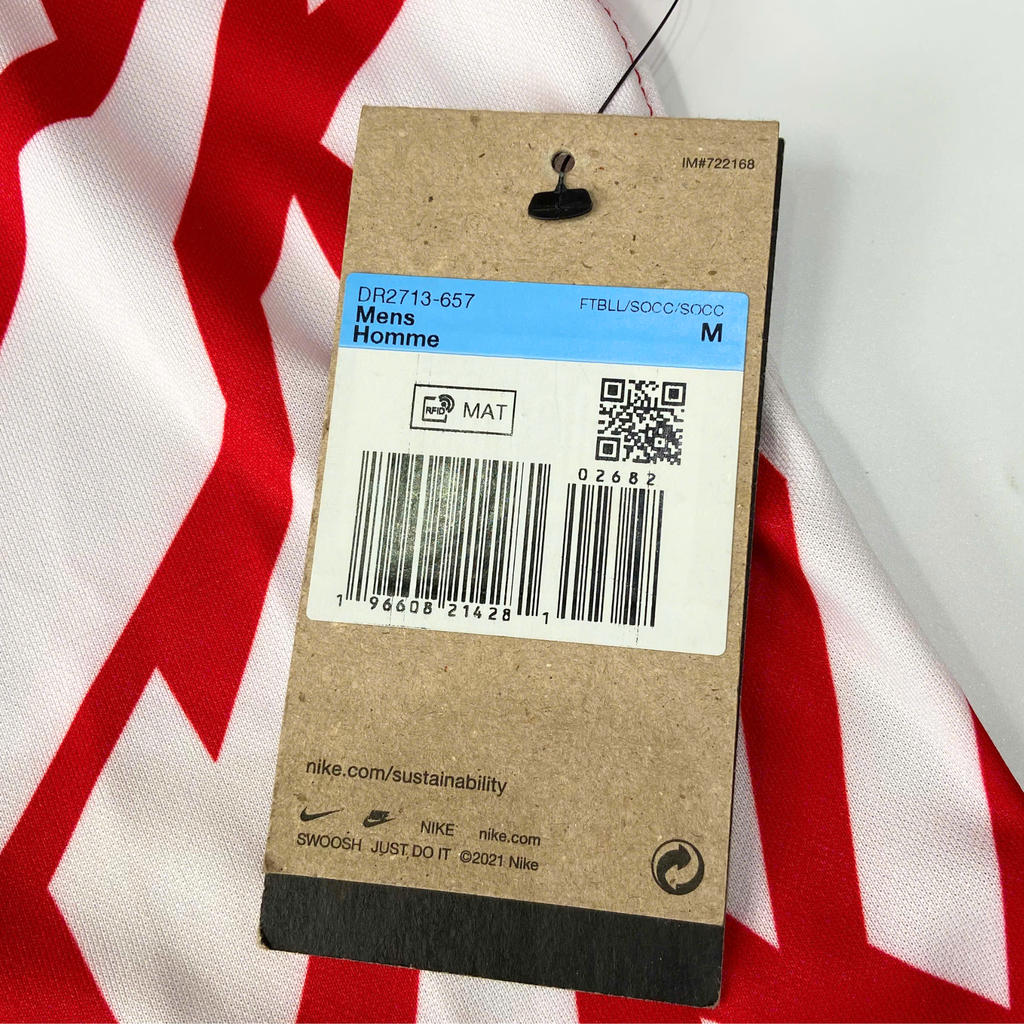 IM#722168
DR2713-657
FTBLL/SOCC/SOCC
Mens
M
Homme
RFID MAT
02682
1 96608 21428 1
nike.com/sustainability
NIKE nike.com
SWOOSH JUST DO IT ©2021 Nike